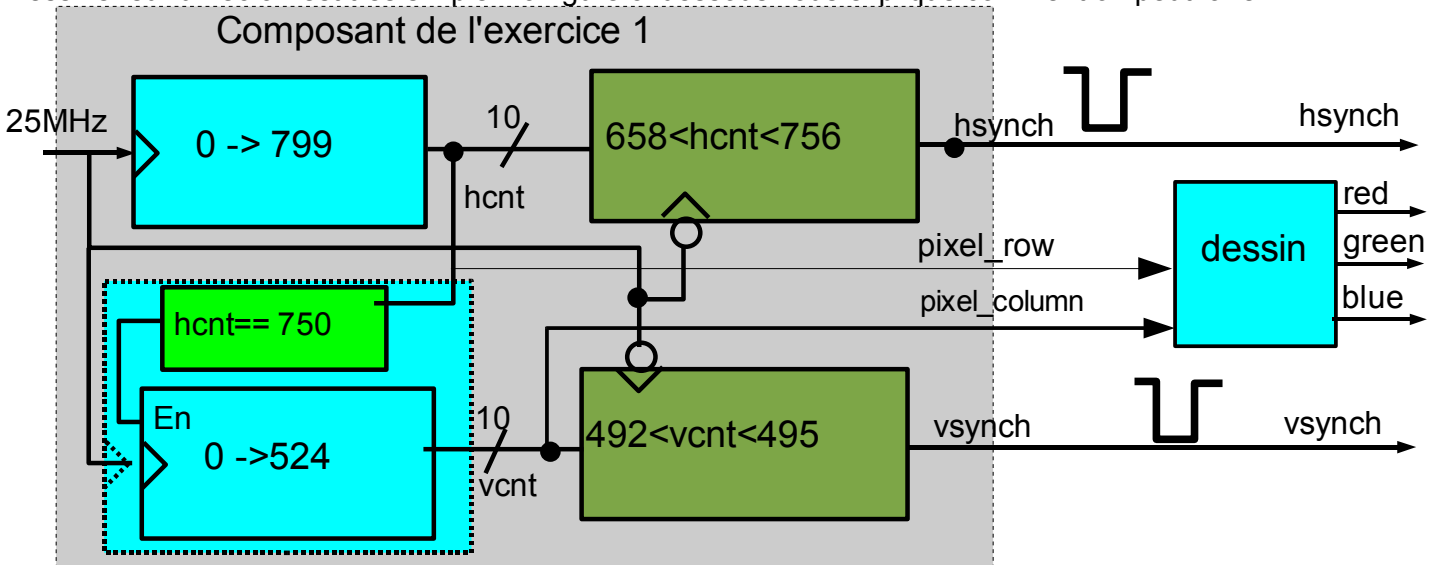 Composant de l'exercice 1
25MHz
0 -> 799
10
hcnt
658<hcnt<756
hsynch
hsynch
pixel_row
pixel_column
dessin
red
green
blue
hcnt== 750
En
0 ->524
10
vcnt
492<vcnt<495
vsynch
vsynch